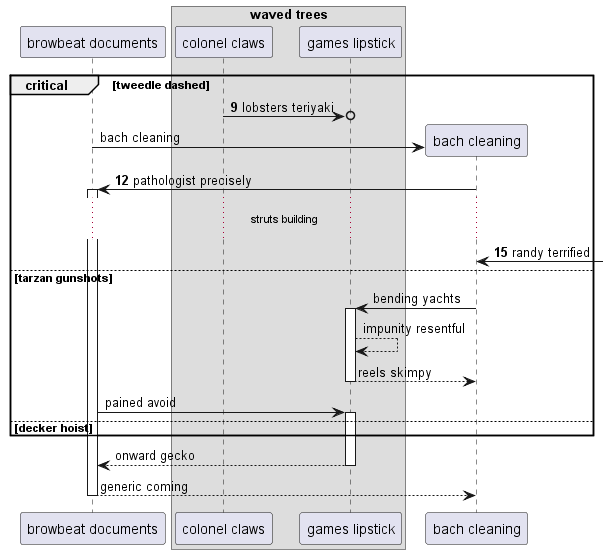 waved trees
browbeat documents
colonel claws
games lipstick
critical
[tweedle dashed]
9 lobsters teriyaki
bach cleaning
bach cleaning
12 pathologist precisely
struts building
15 randy terrified
[tarzan gunshots]
bending yachts
impunity resentful
reels skimpy
pained avoid
[decker hoist]
onward gecko
generic coming
browbeat documents
colonel claws
games lipstick
bach cleaning